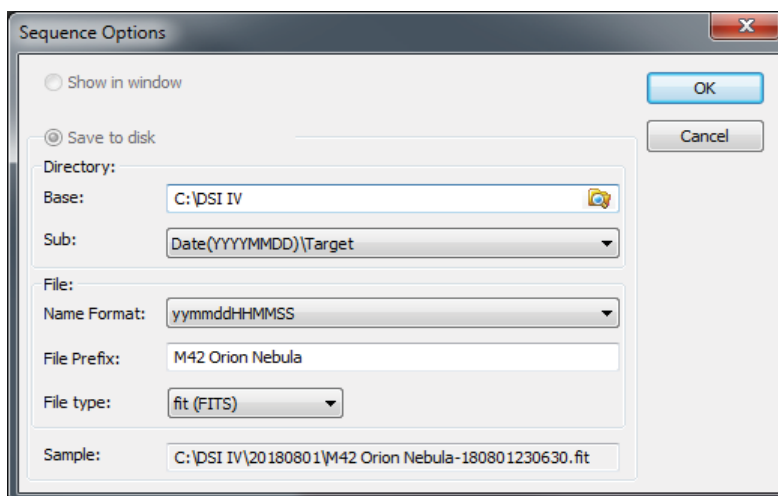 Sequence Options
Show in window
OK
Save to disk
Cancel
Directory:
Base: C:\DSI IV
Sub: Date(YYYYMMDD)\Target
File:
Name Format: yymmddHHMMSS
File Prefix: M42 Orion Nebula
File type: fit (FITS)
Sample: C:\DSI IV\20180801\M42 Orion Nebula-180801230630.fit